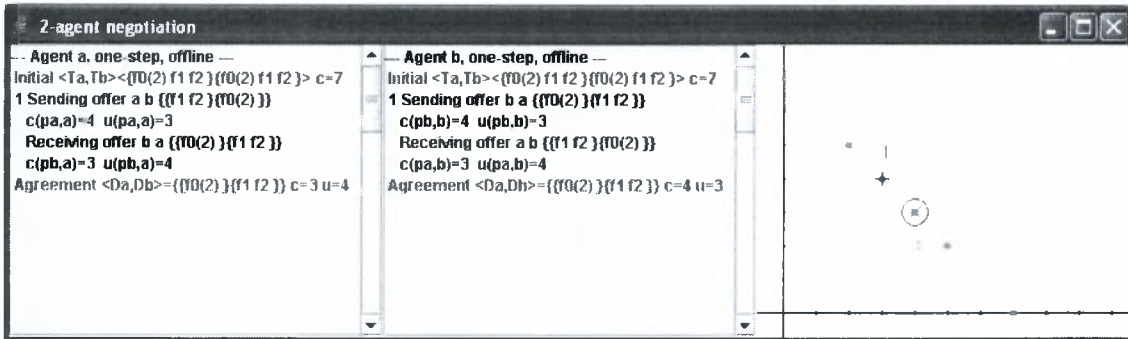 2-agent negotiation
--- Agent a, one-step, offline ---
Initial <Ta,Tb><{f0(2) f1 f2 }{f0(2) f1 f2 }> c=7
1 Sending offer a b {{f1 f2 }{f0(2) }}
c(pa,a)=4 u(pa,a)=3
Receiving offer b a {{f0(2) }{f1 f2 }}
c(pb,a)=3 u(pb,a)=4
Agreement <Da,Db>={{f0(2) }{f1 f2 }} c=3 u=4
--- Agent b, one-step, offline ---
Initial <Ta,Tb><{f0(2) f1 f2 }{f0(2) f1 f2 }> c=7
1 Sending offer b a {{f0(2) }{f1 f2 }}
c(pb,b)=4 u(pb,b)=3
Receiving offer a b {{f1 f2 }{f0(2) }}
c(pa,b)=3 u(pa,b)=4
Agreement <Da,Db>={{f0(2) }{f1 f2 }} c=4 u=3